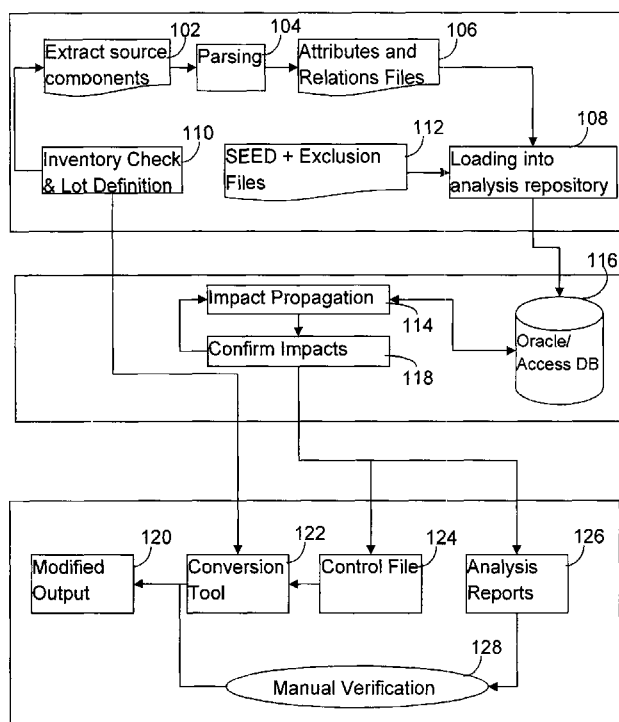 102
Extract source
components
104
Parsing
106
Attributes and
Relations Files
110
Inventory Check
& Lot Definition
112
SEED + Exclusion
Files
108
Loading into
analysis repository
Impact Propagation
114
Confirm Impacts
118
116
Oracle/
Access DB
120
Modified
Output
122
Conversion
Tool
124
Control File
126
Analysis
Reports
128
Manual Verification